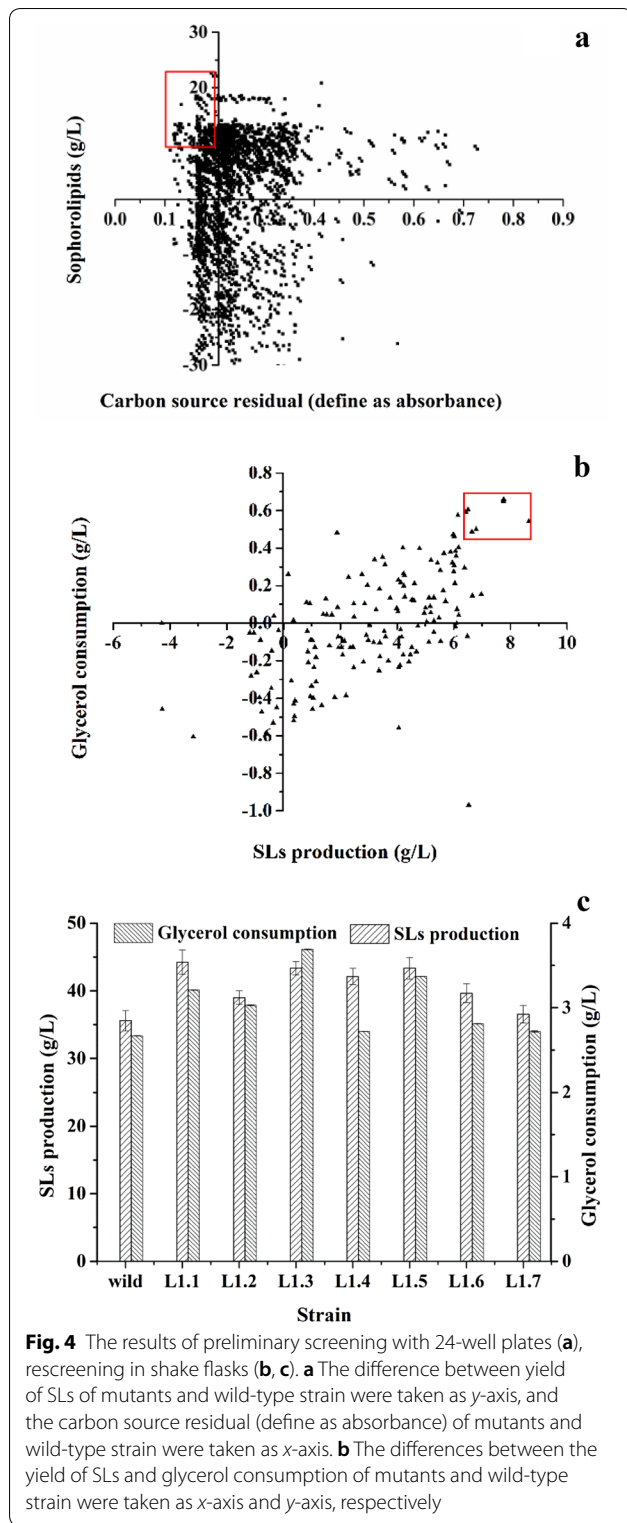 a
30
20
-20
-30
Sophorolipids (g/L)
0.0 0.1 0.3 0.4 0.5 0.6 0.7 0.8 0.9
Carbon source residual (define as absorbance)
b
0.8
0.6
0.4
0.2
0.0
-0.2
-0.4
-0.6
-0.8
-1.0
Glycerol consumption (g/L)
-6 -4 -2 0 2 4 6 8 10
SLs production (g/L)
c
Glycerol consumption SLs production
50
40
30
20
10
0
SLs production (g/L)
4
3
2
1
0
Glycerol consumption (g/L)
wild L1.1 L1.2 L1.3 L1.4 L1.5 L1.6 L1.7
Strain
Fig. 4 The results of preliminary screening with 24-well plates (a),
rescreening in shake flasks (b, c). a The difference between yield
of SLs of mutants and wild-type strain were taken as y-axis, and
the carbon source residual (define as absorbance) of mutants and
wild-type strain were taken as x-axis. b The differences between the
yield of SLs and glycerol consumption of mutants and wild-type
strain were taken as x-axis and y-axis, respectively